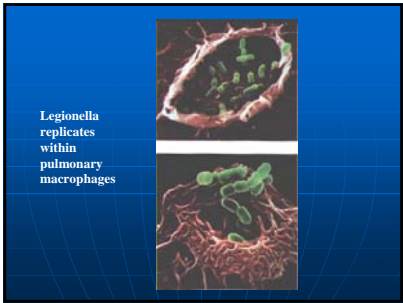 Legionella
replicates
within
pulmonary
macrophages